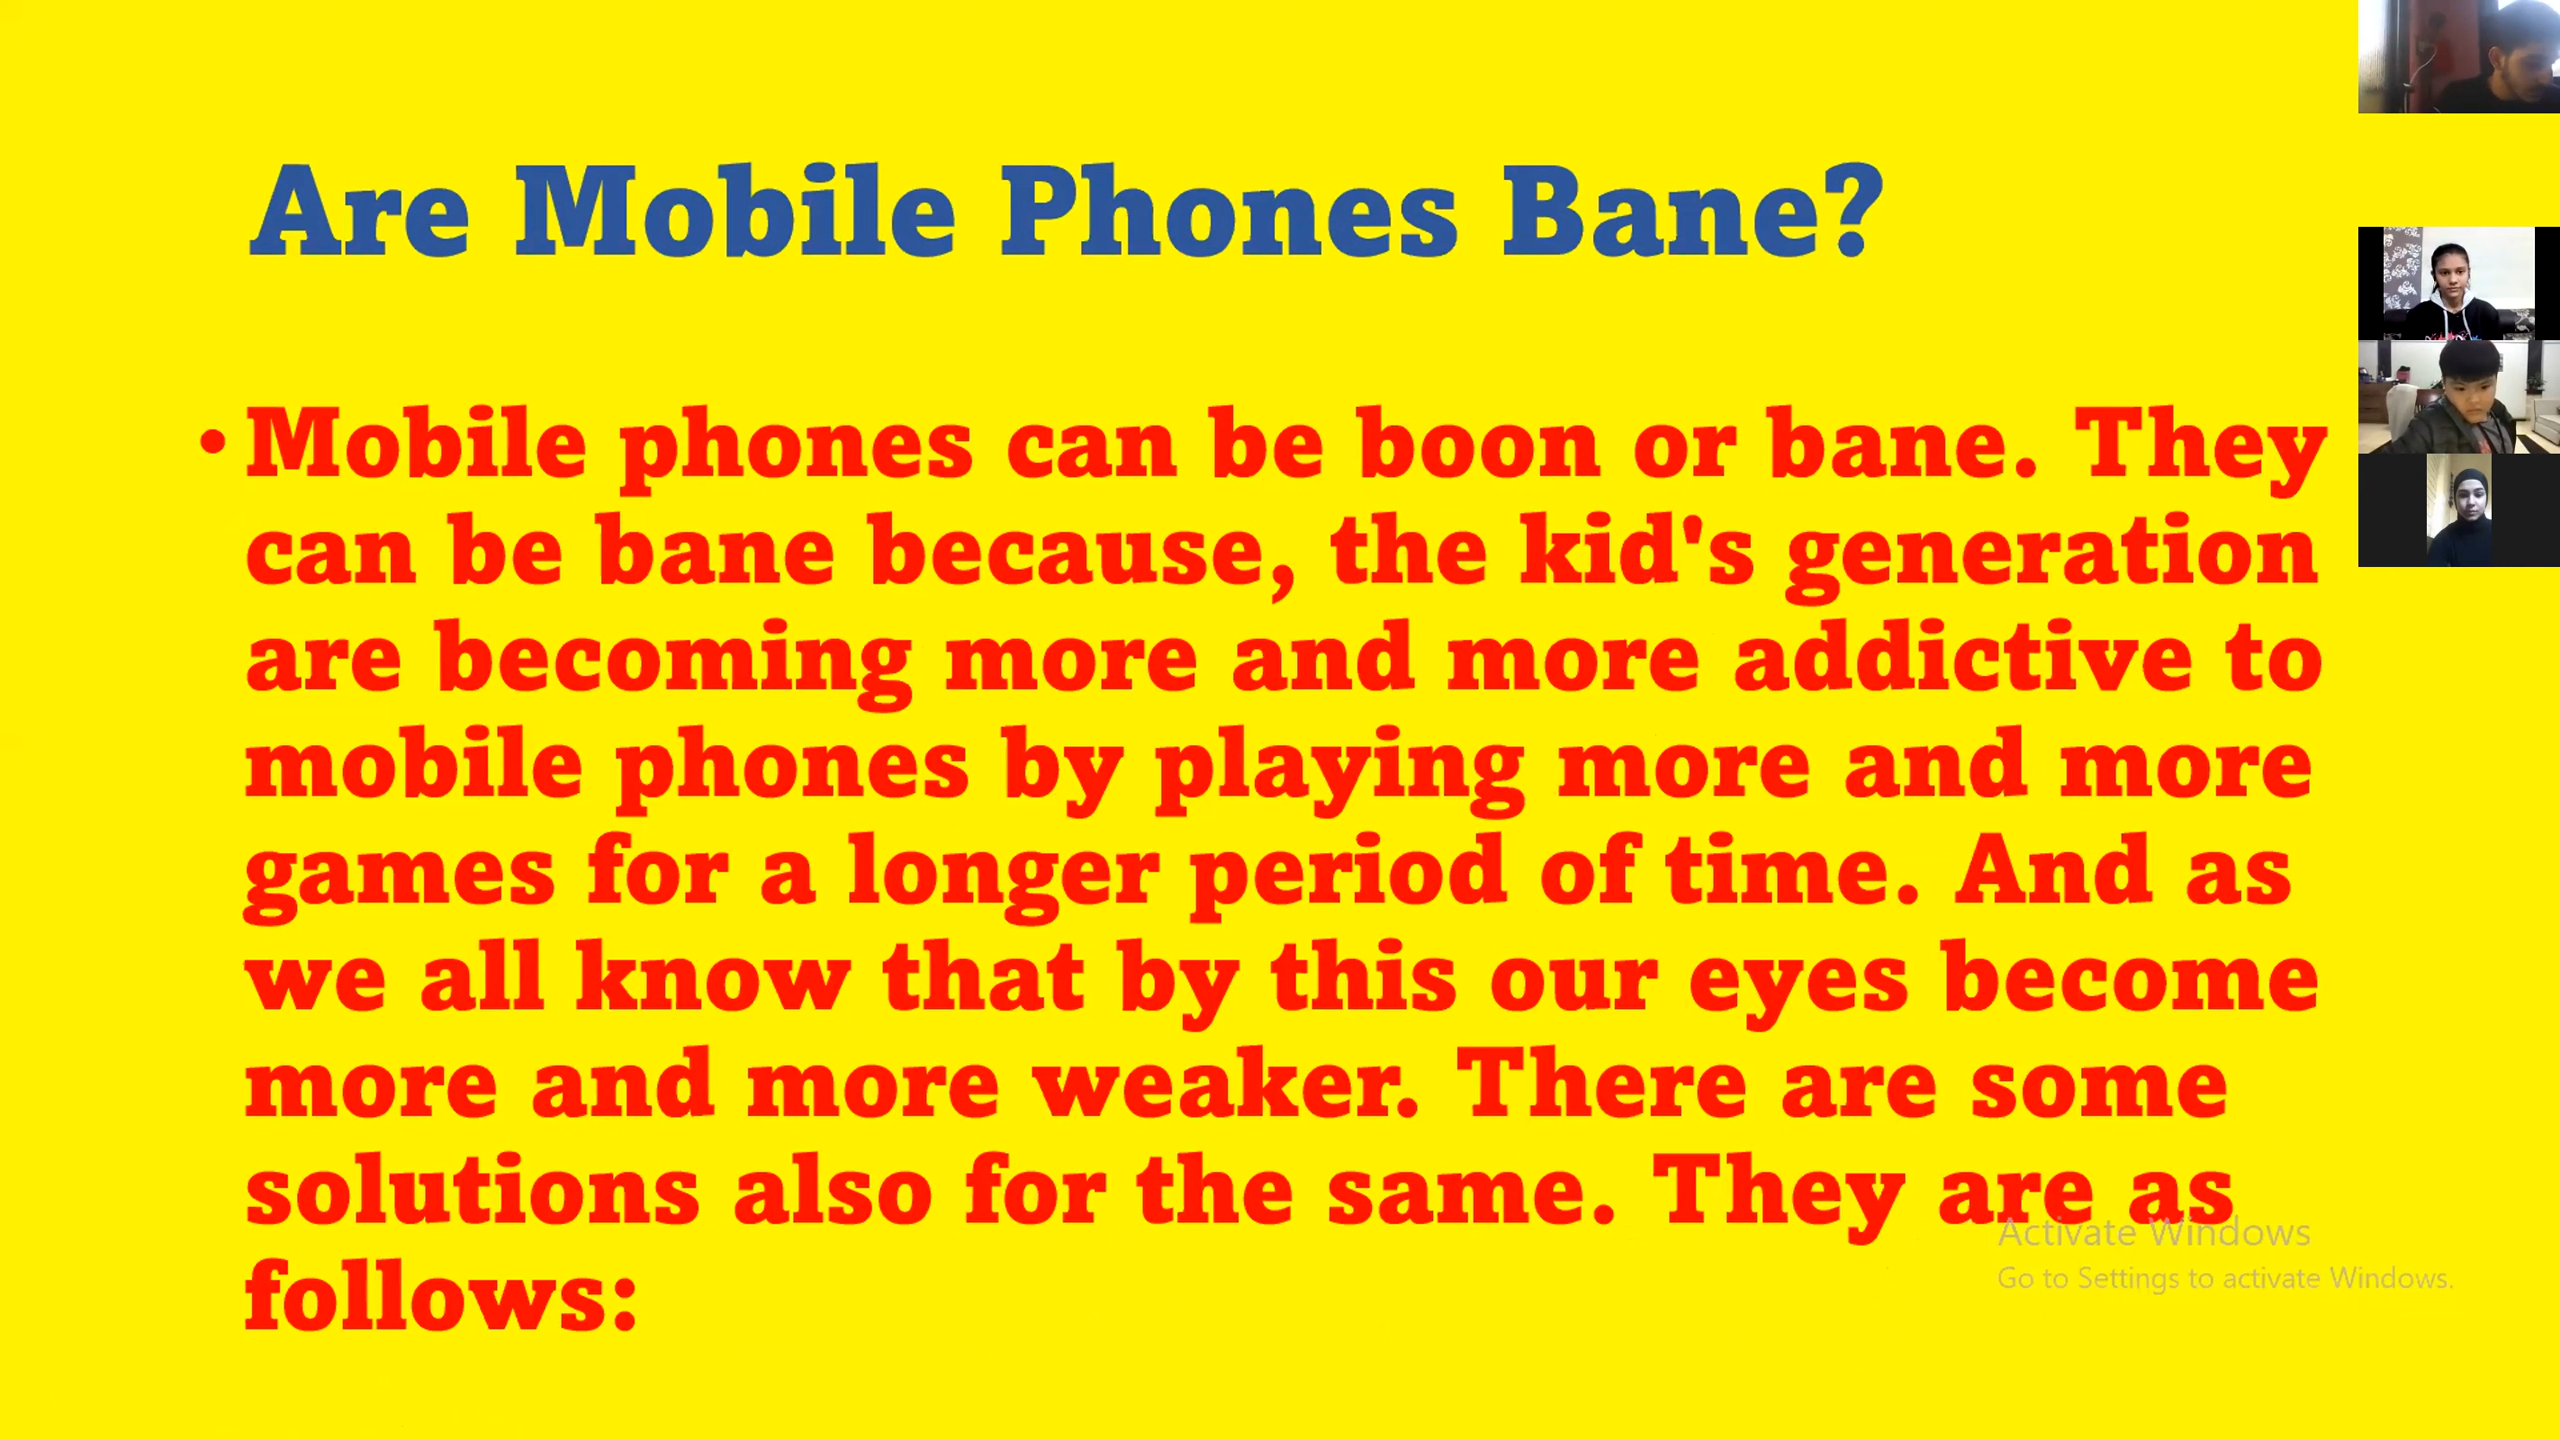 Are Mobile Phones Bane?
• Mobile phones can be boon or bane. They
can be bane because, the kid's generation
are becoming more and more addictive to
mobile phones by playing more and more
games for a longer period of time. And as
we all know that by this our eyes become
more and more weaker. There are some
solutions also for the same. They are as
follows:
Activate Windows
Go to Settings to activate Windows.